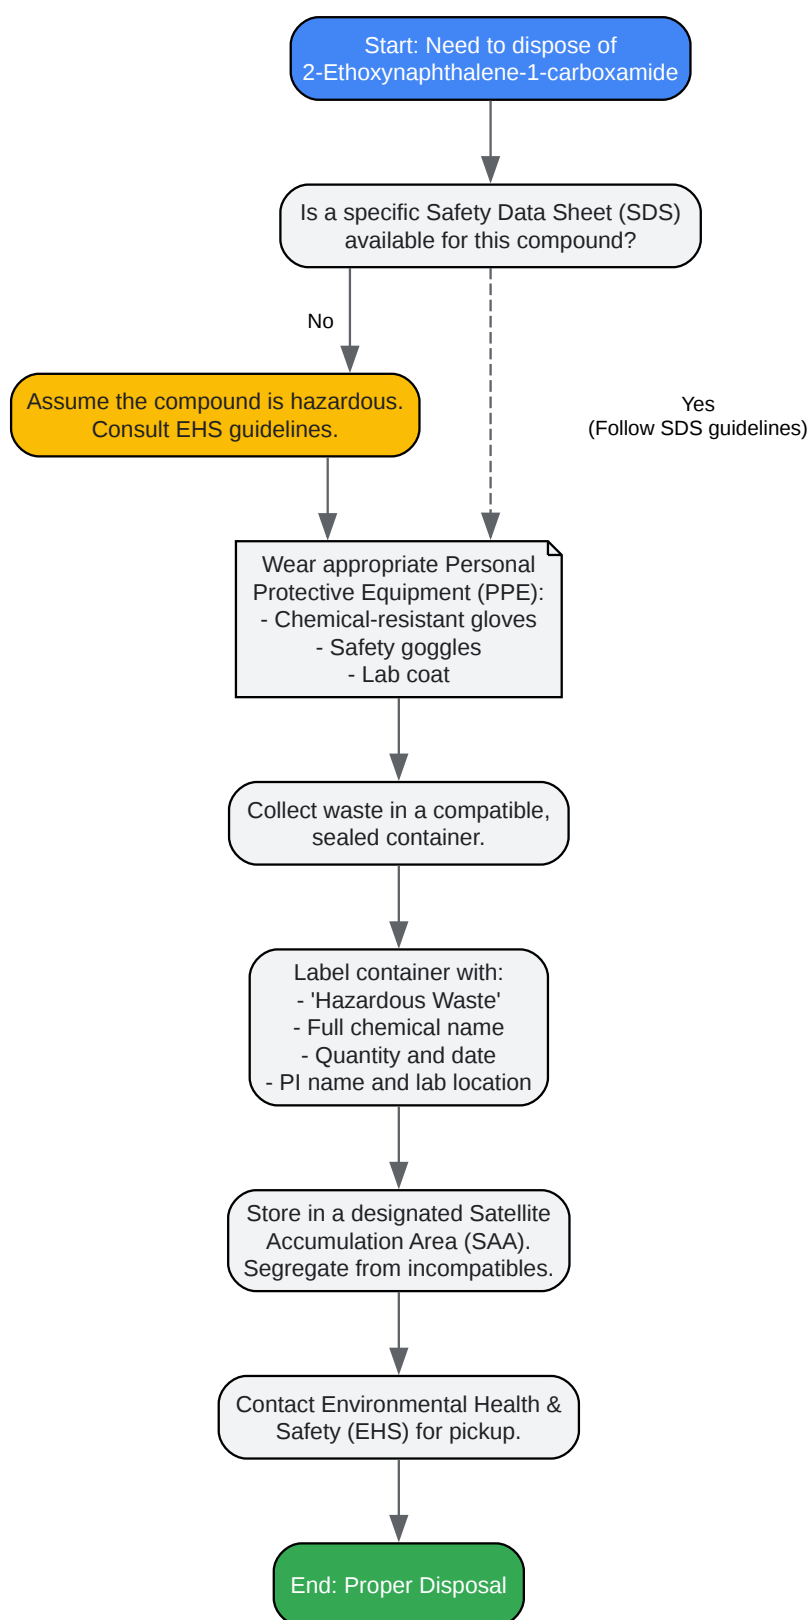 Start: Need to dispose of
2-Ethoxynaphthalene-1-carboxamide
Is a specific Safety Data Sheet (SDS)
available for this compound?
No
Assume the compound is hazardous.
Consult EHS guidelines.
Yes
(Follow SDS guidelines)
Wear appropriate Personal
Protective Equipment (PPE):
- Chemical-resistant gloves
- Safety goggles
- Lab coat
Collect waste in a compatible,
sealed container.
Label container with:
- 'Hazardous Waste'
- Full chemical name
- Quantity and date
- PI name and lab location
Store in a designated Satellite
Accumulation Area (SAA).
Segregate from incompatibles.
Contact Environmental Health &
Safety (EHS) for pickup.
End: Proper Disposal